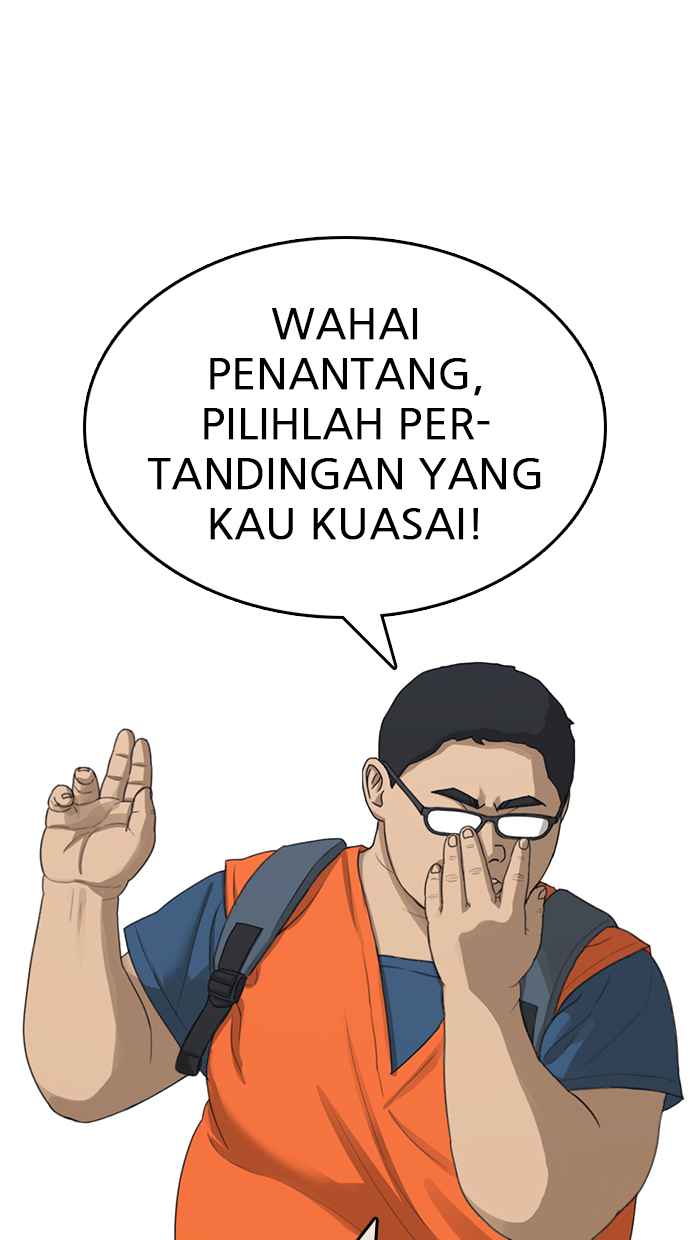 WAHAI
PENANTANG,
PILIHLAH PER-
TANDINGAN YANG
KAU KUASAI!